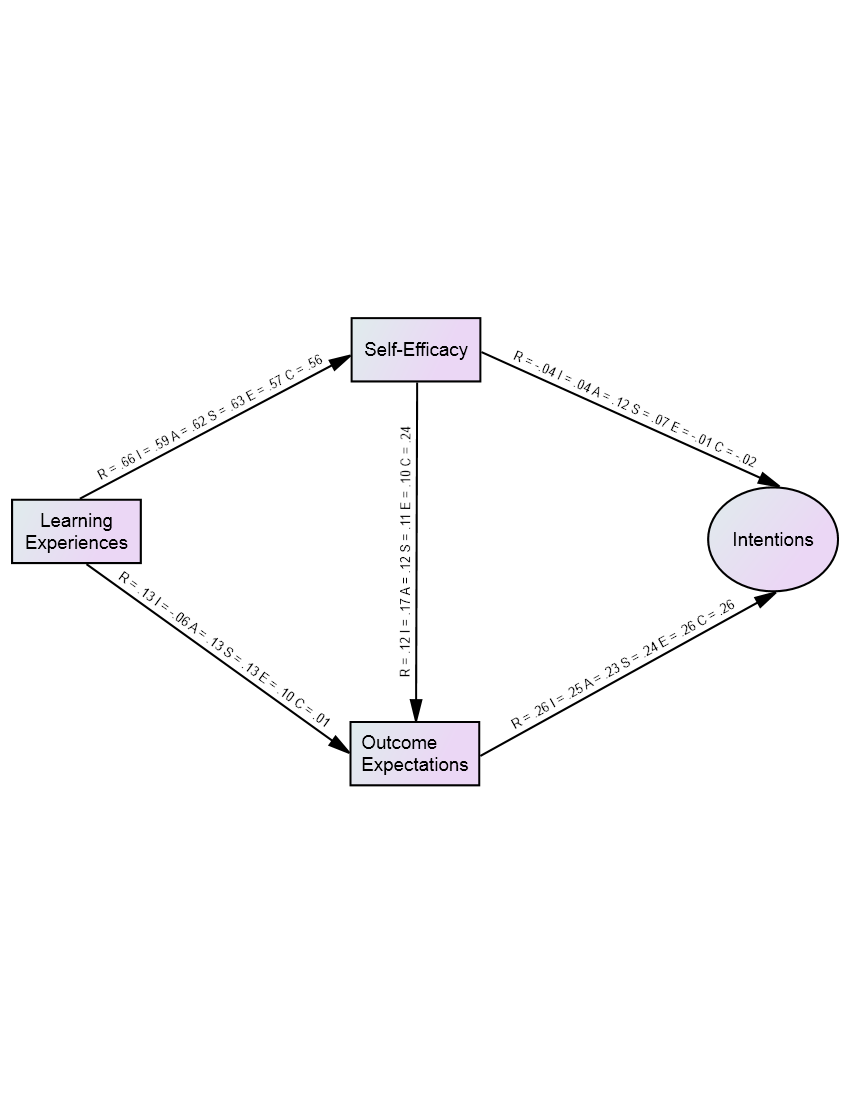 Self-Efficacy
R = .66 I = .59 A = .62 S = .63 E = .57 C = .56
R = -.04 I = .04 A = .12 S = .07 E = -.01 C = -.02
R = .12 I = .17 A = .12 S = .11 E = .10 C = .24
Learning
Experiences
Intentions
R = .13 I = -.06 A = .13 S = .13 E = .10 C = .01
R = .26 I = .25 A = .23 S = .24 E = .26 C = .26
Outcome
Expectations